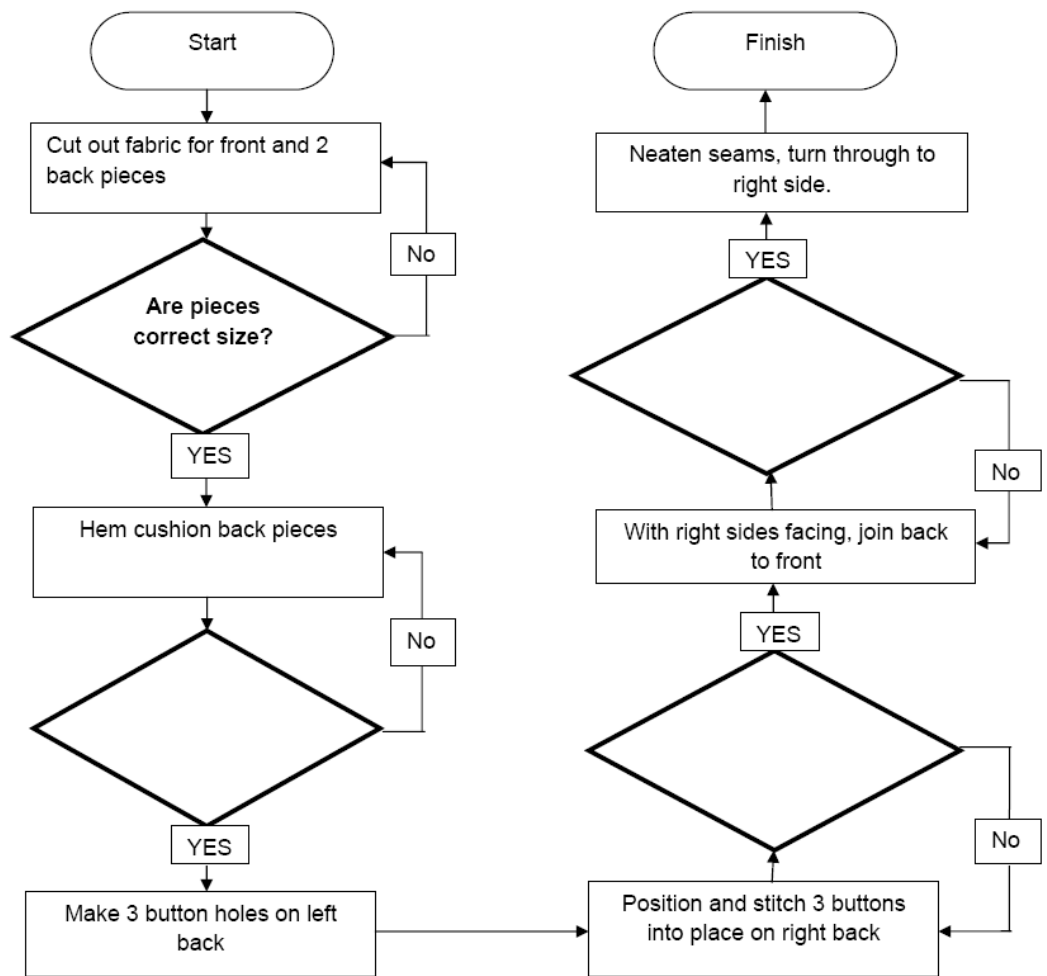 Start
Cut out fabric for front and 2
back pieces
No
Are pieces
correct size?
YES
Hem cushion back pieces
No
YES
Make 3 button holes on left
back
Position and stitch 3 buttons
into place on right back
No
YES
With right sides facing, join back
to front
No
YES
Neaten seams, turn through to
right side.
Finish